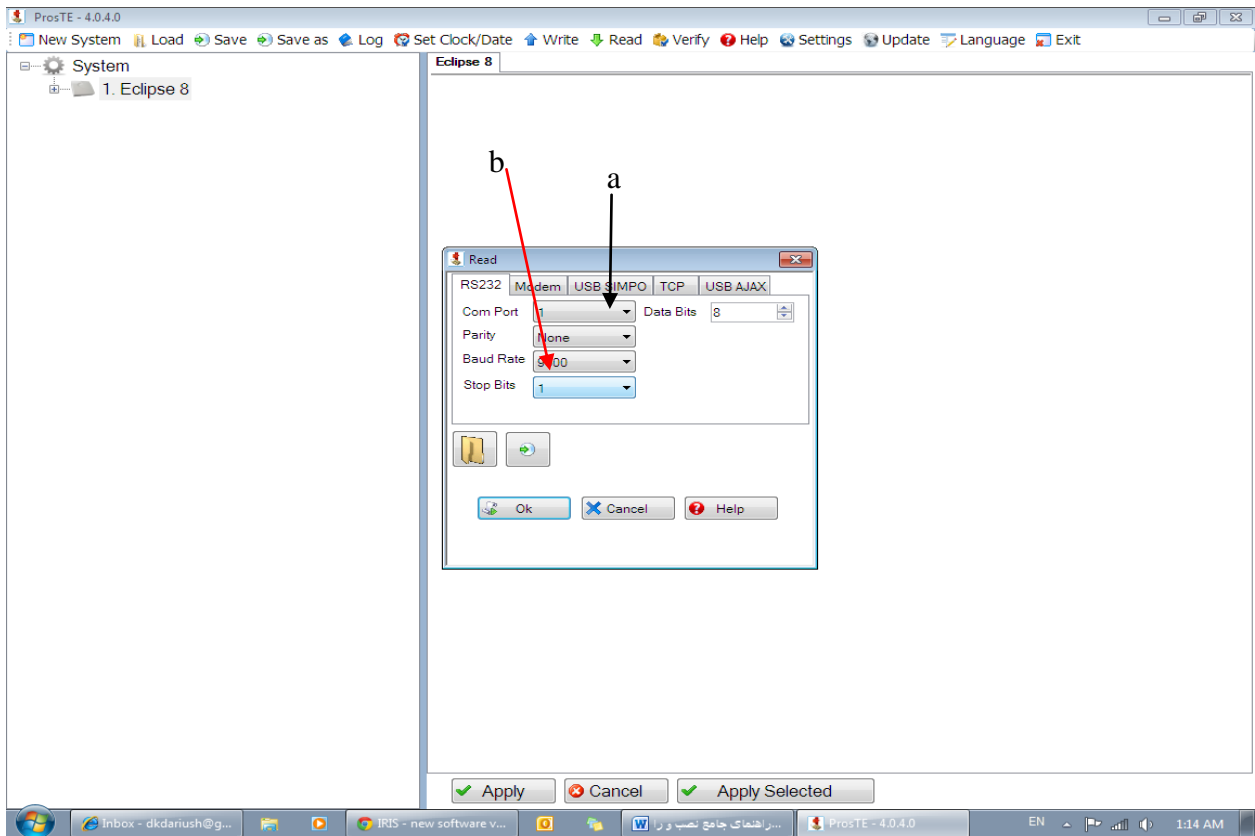 ProsTE - 4.0.4.0
New System Load Save Save as Log Set Clock/Date Write Read Verify Help Settings Update Language Exit
System
1. Eclipse 8
Eclipse 8
b
a
Read
RS232 Modem USB SIMPO TCP USB AJAX
Com Port 1 Data Bits 8
Parity None
Baud Rate 9600
Stop Bits 1
Ok Cancel Help
Apply Cancel Apply Selected
Inbox - dkdariush@g... IRIS - new software v... راهنمای جامع نصب و را... ProsTE - 4.0.4.0 EN 1:14 AM